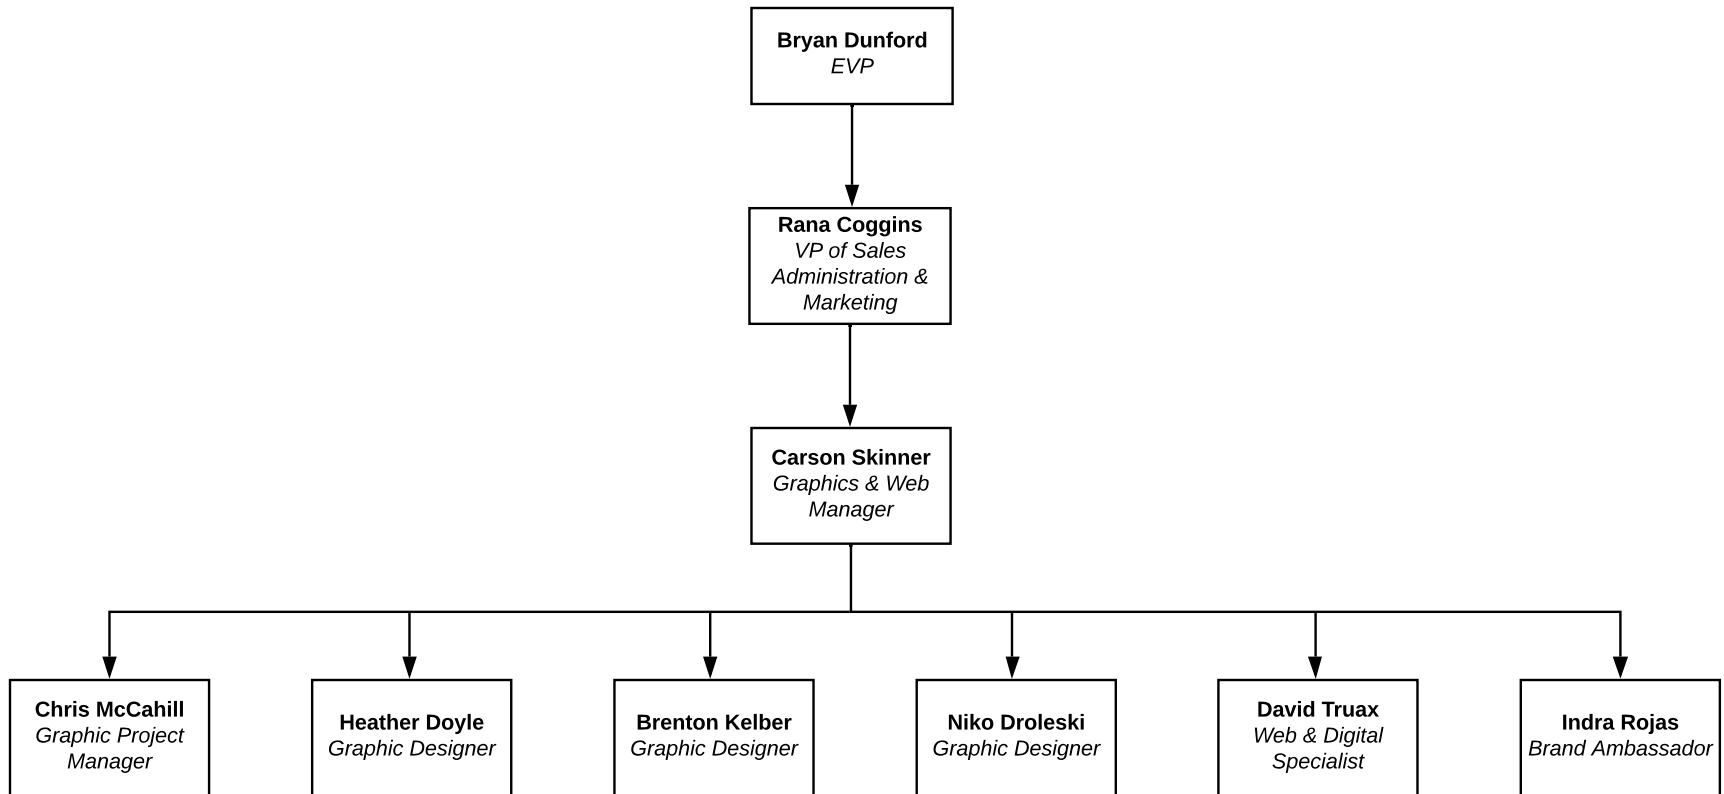 Bryan Dunford
EVP
Rana Coggins
VP of Sales
Administration &
Marketing
Carson Skinner
Graphics & Web
Manager
Chris McCahill
Graphic Project
Manager
Heather Doyle
Graphic Designer
Brenton Kelber
Graphic Designer
Niko Droleski
Graphic Designer
David Truax
Web & Digital
Specialist
Indra Rojas
Brand Ambassador